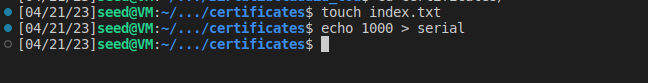 [04/21/23]seed@VM:~/.../certificates$ touch index.txt
[04/21/23]seed@VM:~/.../certificates$ echo 1000 > serial
[04/21/23]seed@VM:~/.../certificates$